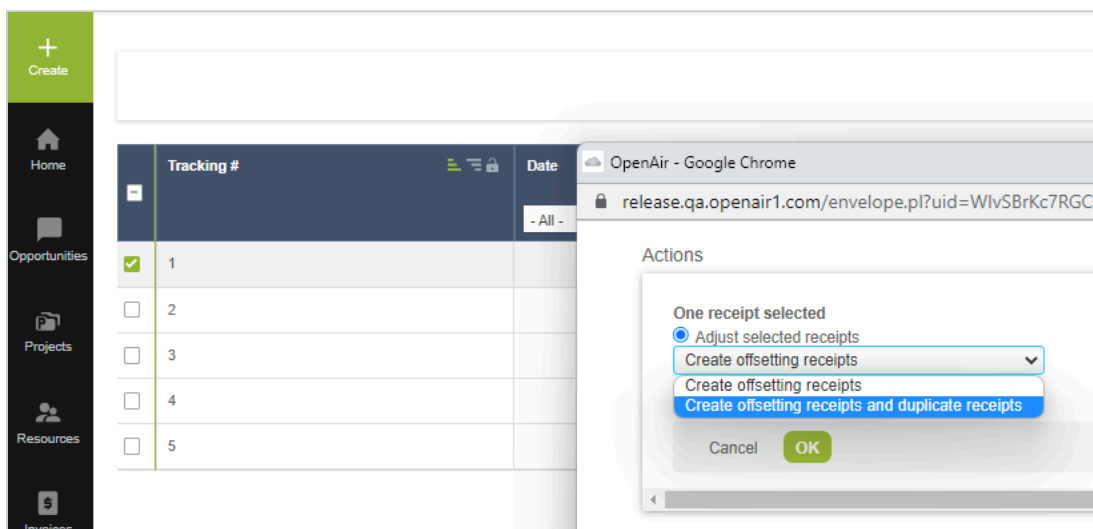 Create
Home
Opportunities
Projects
Resources
Invoices
Tracking #
Date
- All -
1
2
3
4
5
OpenAir - Google Chrome
release.qa.openair1.com/envelope.pl?uid=WIvSBrKc7RGC
Actions
One receipt selected
Adjust selected receipts
Create offsetting receipts
Create offsetting receipts
Create offsetting receipts and duplicate receipts
Cancel
OK